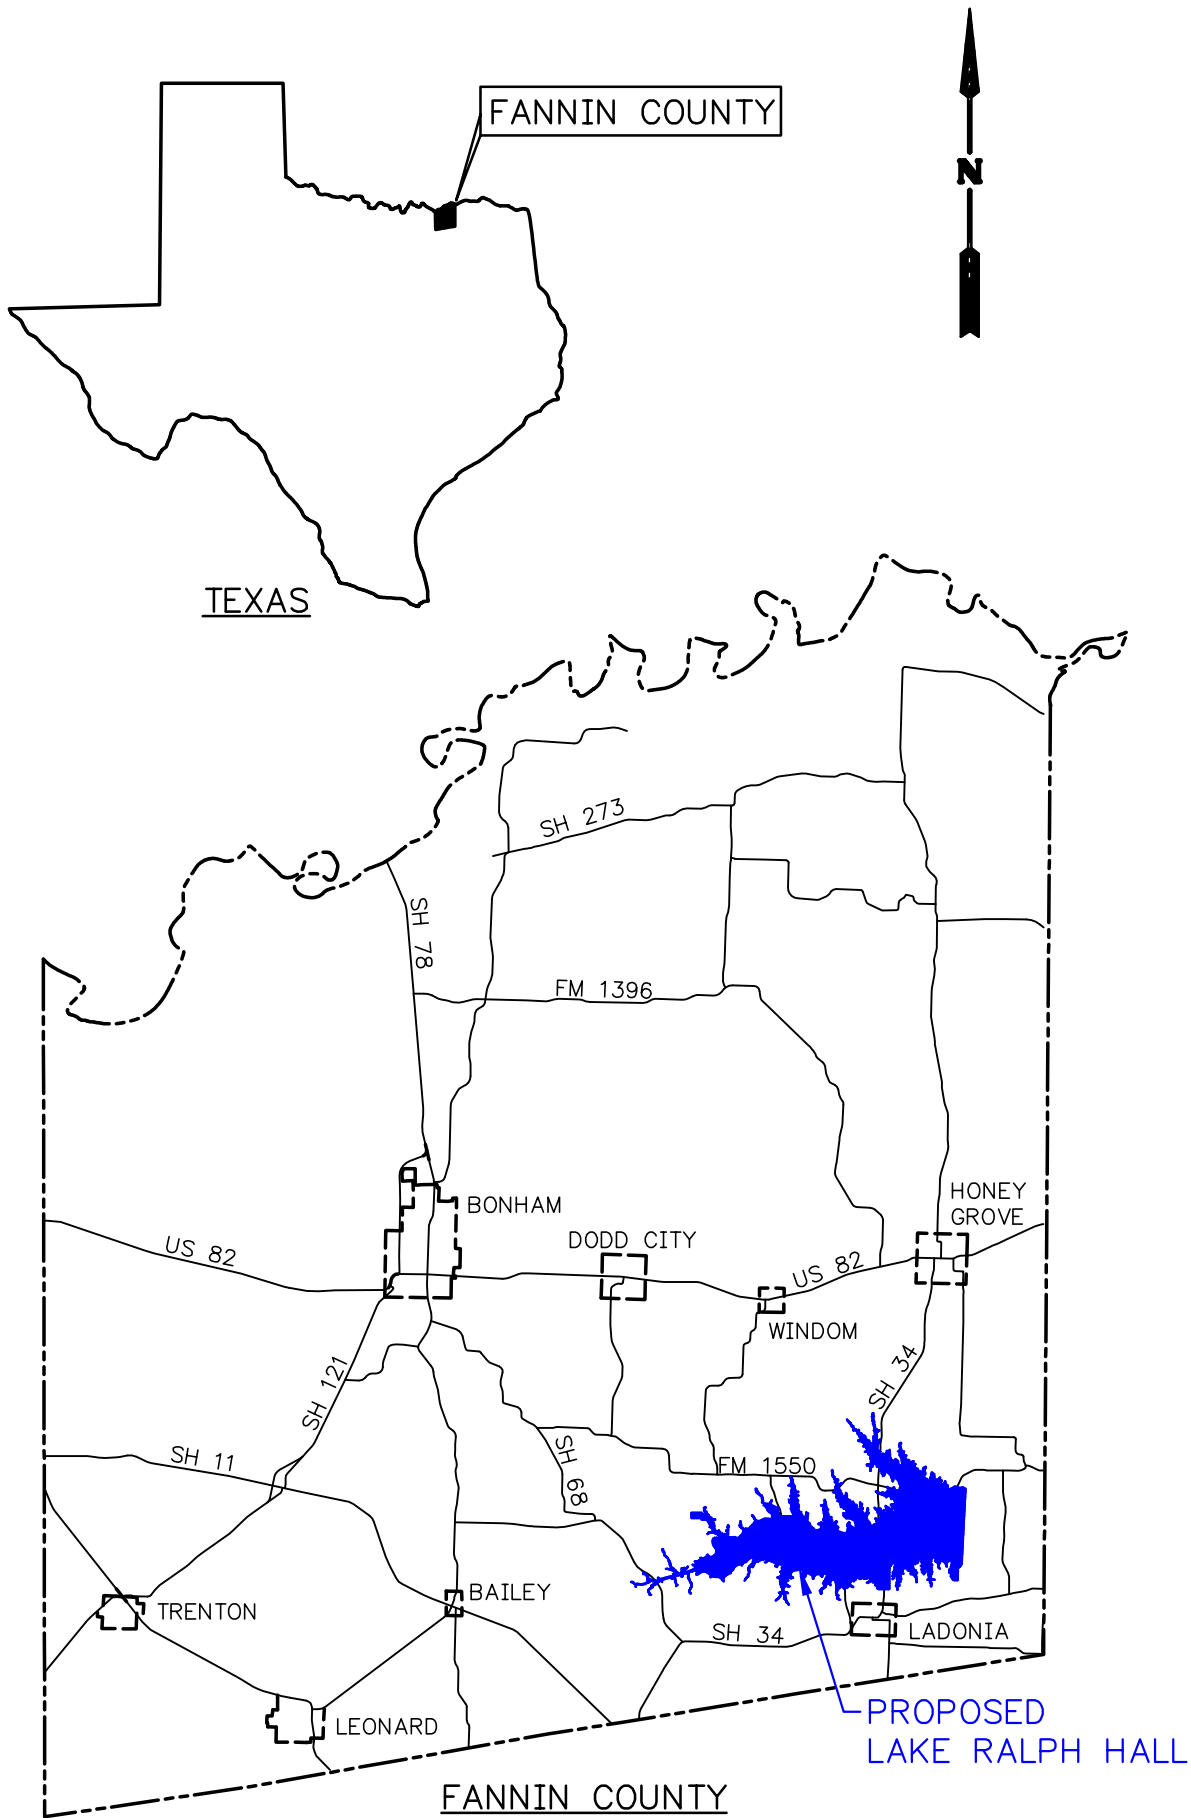 FANNIN COUNTY
N
TEXAS
SH 273
SH 78
FM 1396
HONEY
GROVE
BONHAM
DODD CITY
US 82
US 82
WINDOM
SH 121
SH 34
SH 11
SH 68
FM 1550
BAILEY
TRENTON
SH 34
LADONIA
LEONARD
PROPOSED
LAKE RALPH HALL
FANNIN COUNTY